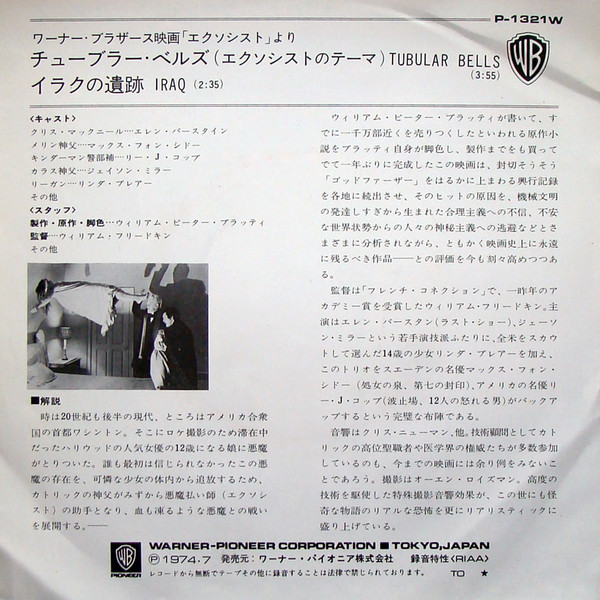 P-1321W
ワーナー・ブラザース映画「エクソシスト」より
チューブラー・ベルズ(エクソシストのテーマ)TUBULAR BELLS
(3:55)
イラクの遺跡 IRAQ (2:35)
WB
〈キャスト〉
クリス・マックニール…エレン・バースタイン
メリン神父…マックス・フォン・シドー
キンダーマン警部補…リー・J・コップ
カラス神父…ジェイソン・ミラー
リーガン…リンダ・ブレアー
その他
〈スタッフ〉
製作・原作・脚色…ウィリアム・ピーター・ブラッティ
監督…ウィリアム・フリードキン
その他
■解説
時は20世紀も後半の現代、ところはアメリカ合衆
国の首都ワシントン。そこにロケ撮影のため滞在中
だったハリウッドの人気女優の12歳になる娘に悪魔
がとりついた。誰も最初は信じられなかったこの悪
魔の存在を、可憐な少女の体内から追放するため、
カトリックの神父がみずから悪魔払い師(エクソシ
スト)の助手となり、血も凍るような悪魔との戦い
を展開する。──
ウィリアム・ピーター・ブラッティが書いて、す
でに一千万部近くを売りつくしたといわれる原作小
説をブラッティ自身が脚色し、製作までをも買って
でて一年ぶりに完成したこの映画は、封切そうそう
「ゴッドファーザー」をはるかに上まわる興行記録
を各地に続出させ、そのヒットの原因を、機械文明
の発達しすぎから生まれた合理主義への不信、不安
な世界状勢からの人々の神秘主義への逃避などとさ
まざまに分析されながら、ともかく映画史上に永遠
に残るべき作品──との評価を今も刻々高めつつあ
る。
監督は「フレンチ・コネクション」で、一昨年のア
カデミー賞を受賞したウィリアム・フリードキン。主
演はエレン・バースタン(ラスト・ショー)、ジェーソ
ン・ミラーという若手演技派ふたりに、全米をスカウ
トして選んだ14歳の少女リンダ・ブレアーを加え、
このトリオをスエーデンの名優マックス・フォン・
シドー(処女の泉、第七の封印)、アメリカの名優リ
ー・J・コップ(波止場、12人の怒れる男)がバックア
ップするという完璧な布陣である。
音響はクリス・ニューマン、他。技術顧問としてカト
リックの高位聖職者や医学界の権威たちが多数参加
しているのも、今までの映画には余り例をみないこ
とであろう。撮影はオーエン・ロイズマン。高度の
技術を駆使した特殊撮影音響効果が、この世にも怪
奇な物語のリアルな恐怖を更にリアリスティックに
盛り上げている。
WB
PIONEER
WARNER-PIONEER CORPORATION ■ TOKYO,JAPAN
Ⓟ1974.7 発売元：ワーナー・パイオニア株式会社 録音特性〈RIAA〉
レコードから無断でテープその他に録音することは法律で禁じられております。 TO ★